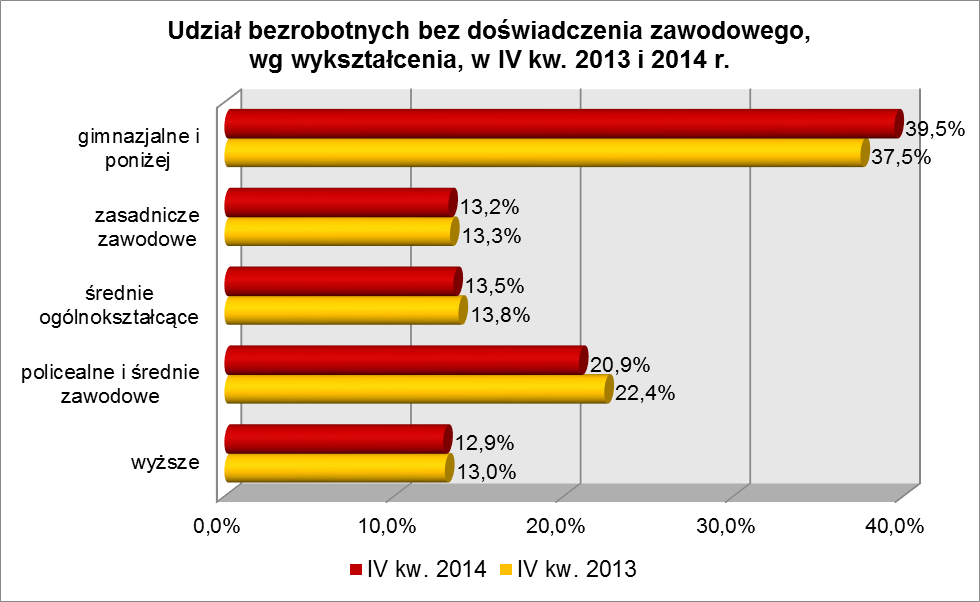 Udział bezrobotnych bez doświadczenia zawodowego,
wg wykształcenia, w IV kw. 2013 i 2014 r.
gimnazjalne i
poniżej
39,5%
37,5%
zasadnicze
zawodowe
13,2%
13,3%
średnie
ogólnokształcące
13,5%
13,8%
policealne i średnie
zawodowe
20,9%
22,4%
wyższe
12,9%
13,0%
0,0% 10,0% 20,0% 30,0% 40,0%
IV kw. 2014 IV kw. 2013